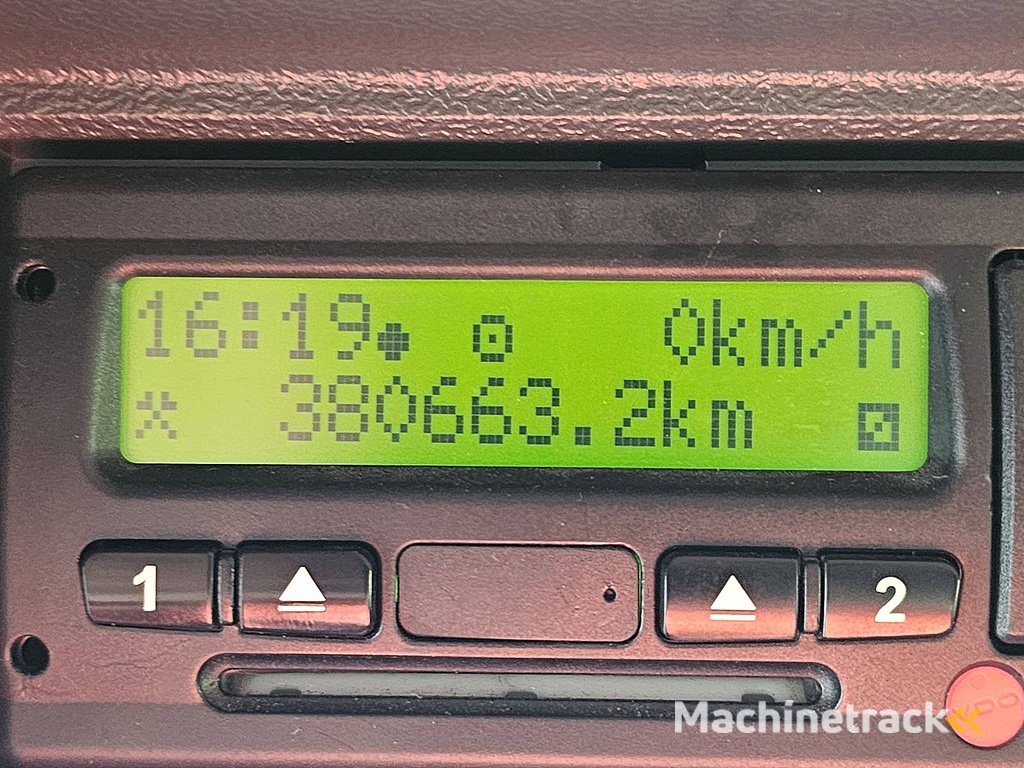 16:19● ⊙ 0km/h
380663.2km
1 2
Machinetrack